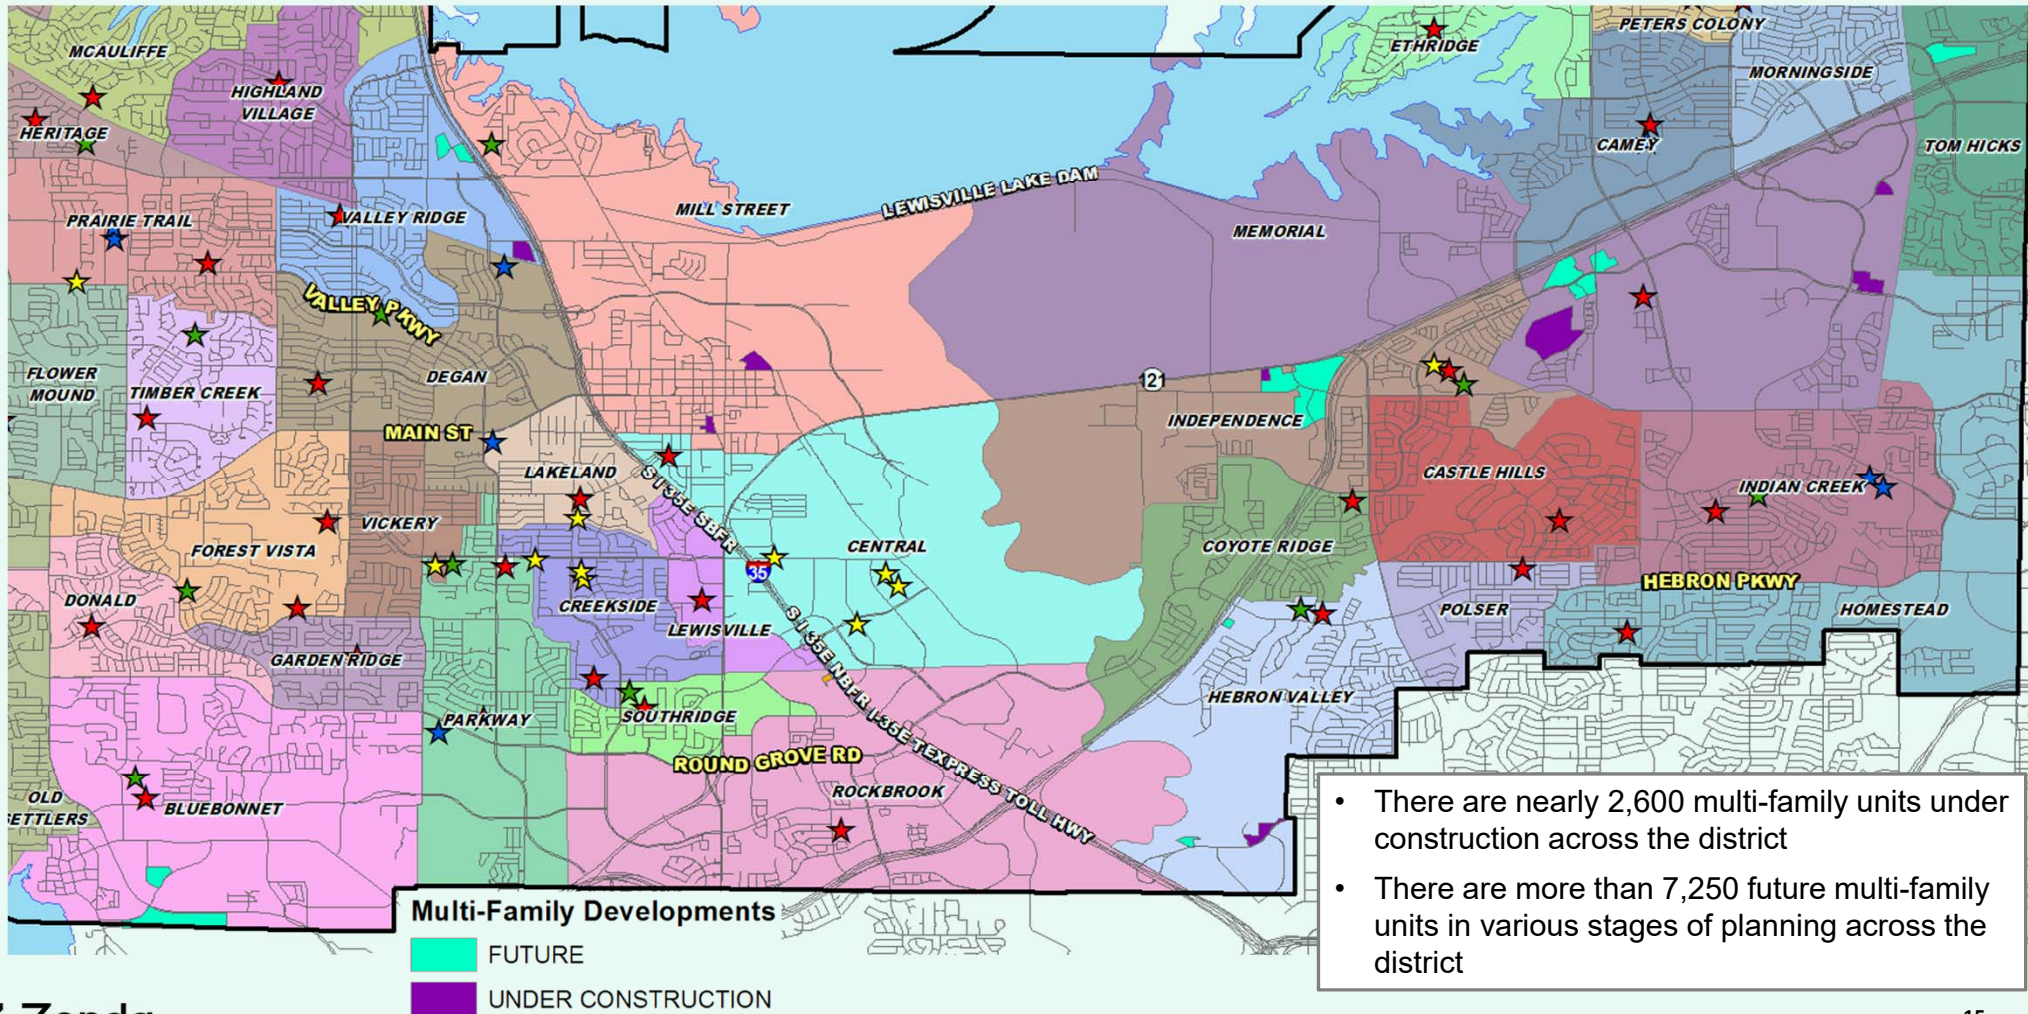 PETERS COLONY
ETHRIDGE
MCAULIFFE
MORNINGSIDE
HIGHLAND
VILLAGE
HERITAGE
CAMEY
TOM HICKS
LEWISVILLE LAKE DAM
MILL STREET
PRAIRIE TRAIL
VALLEY RIDGE
MEMORIAL
VALLEY PKWY
FLOWER
MOUND
TIMBER CREEK
DEGAN
121
INDEPENDENCE
MAIN ST
LAKELAND
CASTLE HILLS
INDIAN CREEK
S I 35E SBFR
VICKERY
FOREST VISTA
CENTRAL
COYOTE RIDGE
35
HEBRON PKWY
DONALD
CREEKSIDE
POLSER
HOMESTEAD
LEWISVILLE
GARDEN RIDGE
S I 35E NBFR I-35E TEXPRESS TOLL HWY
HEBRON VALLEY
PARKWAY
SOUTHRIDGE
ROUND GROVE RD
ROCKBROOK
OLD
SETTLERS
BLUEBONNET
• There are nearly 2,600 multi-family units under
construction across the district
• There are more than 7,250 future multi-family
units in various stages of planning across the
district
Multi-Family Developments
FUTURE
UNDER CONSTRUCTION